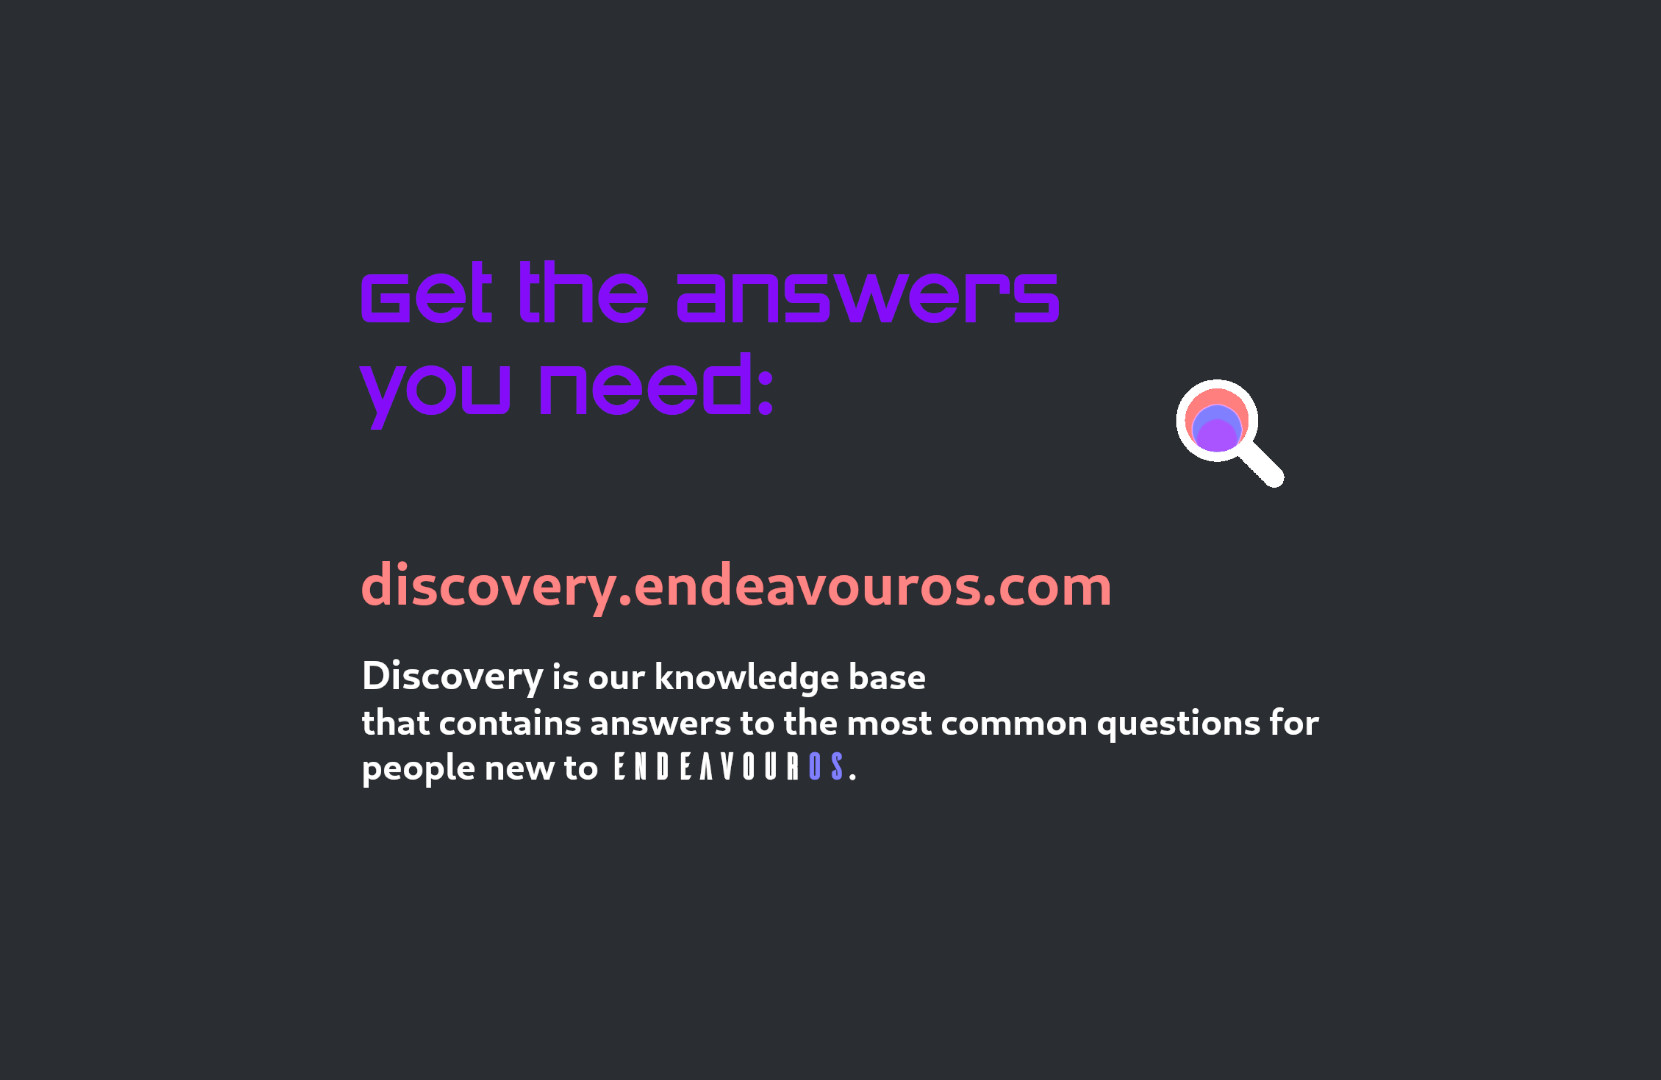 Get the answers
you need:
discovery.endeavouros.com
Discovery is our knowledge base
that contains answers to the most common questions for
people new to ENDEAVOUROS.